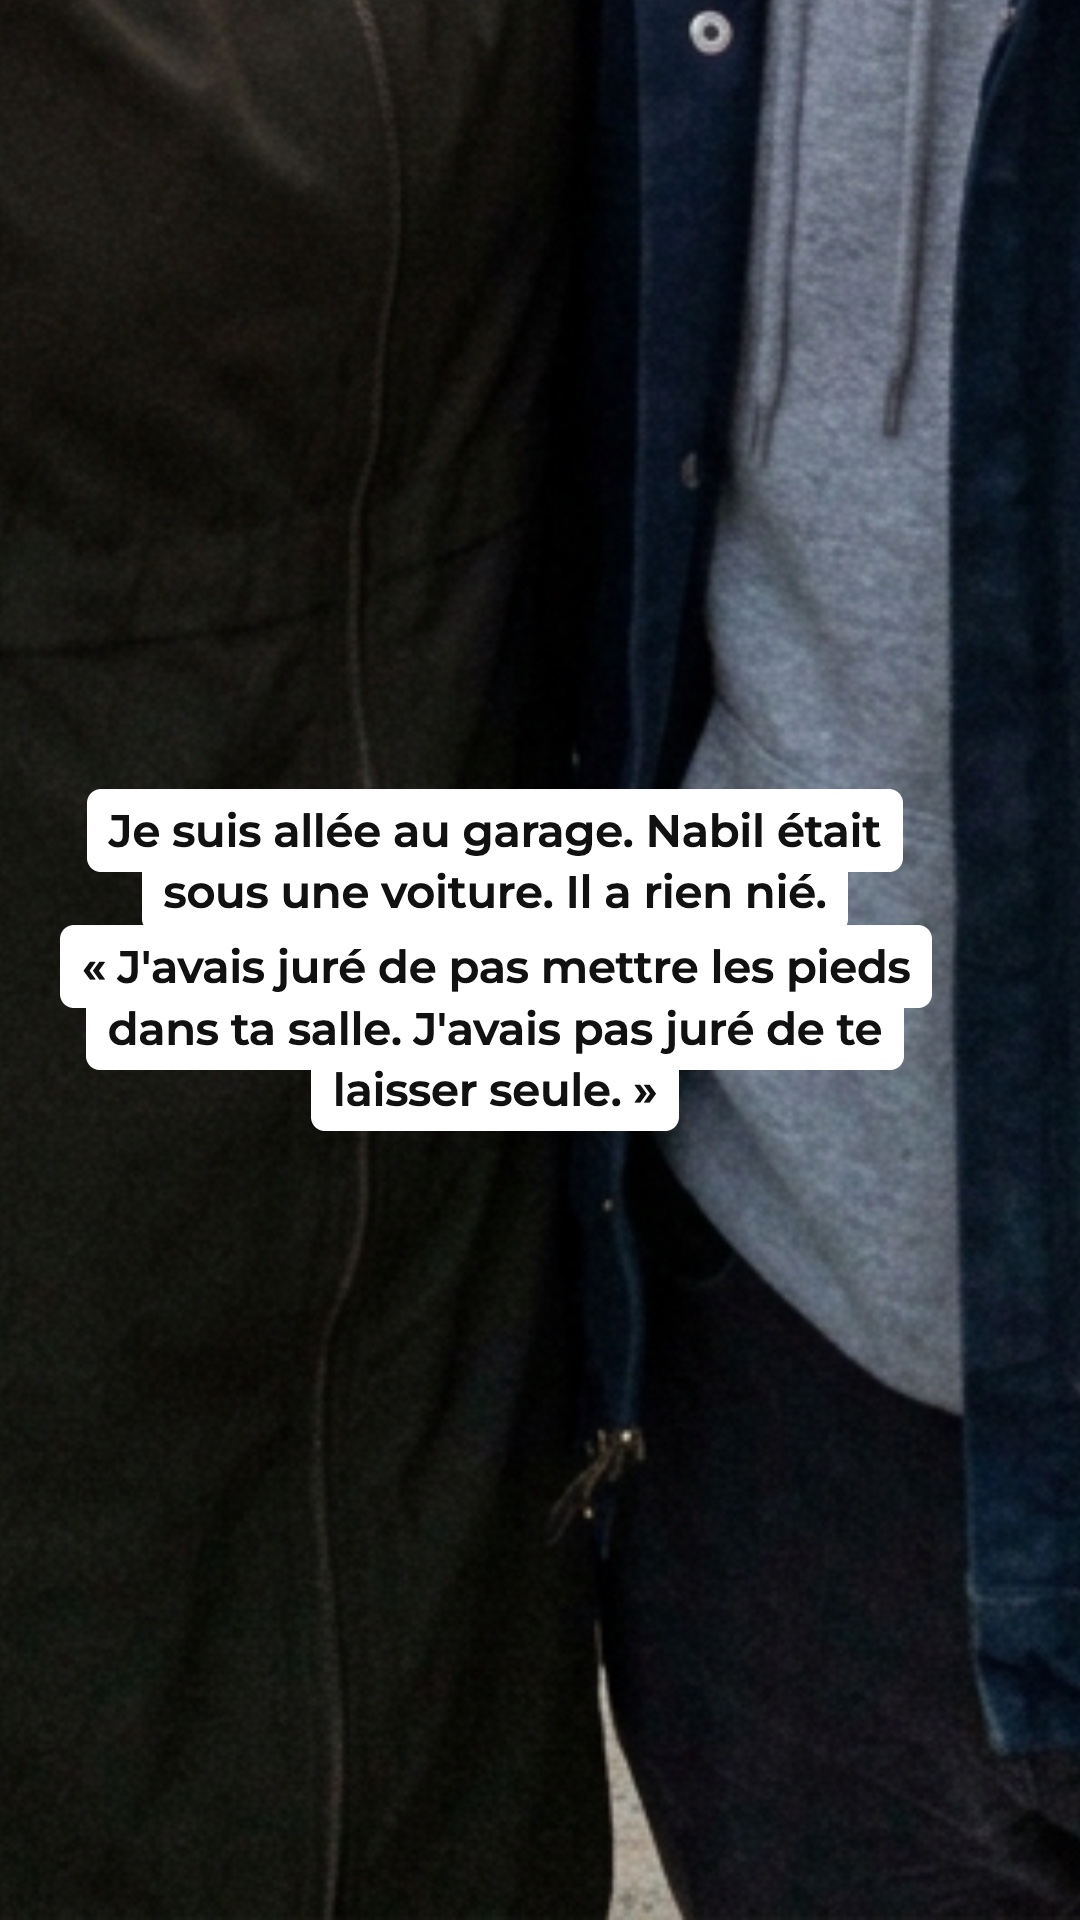 Je suis allée au garage. Nabil était
sous une voiture. Il a rien nié.
« J'avais juré de pas mettre les pieds
dans ta salle. J'avais pas juré de te
laisser seule. »